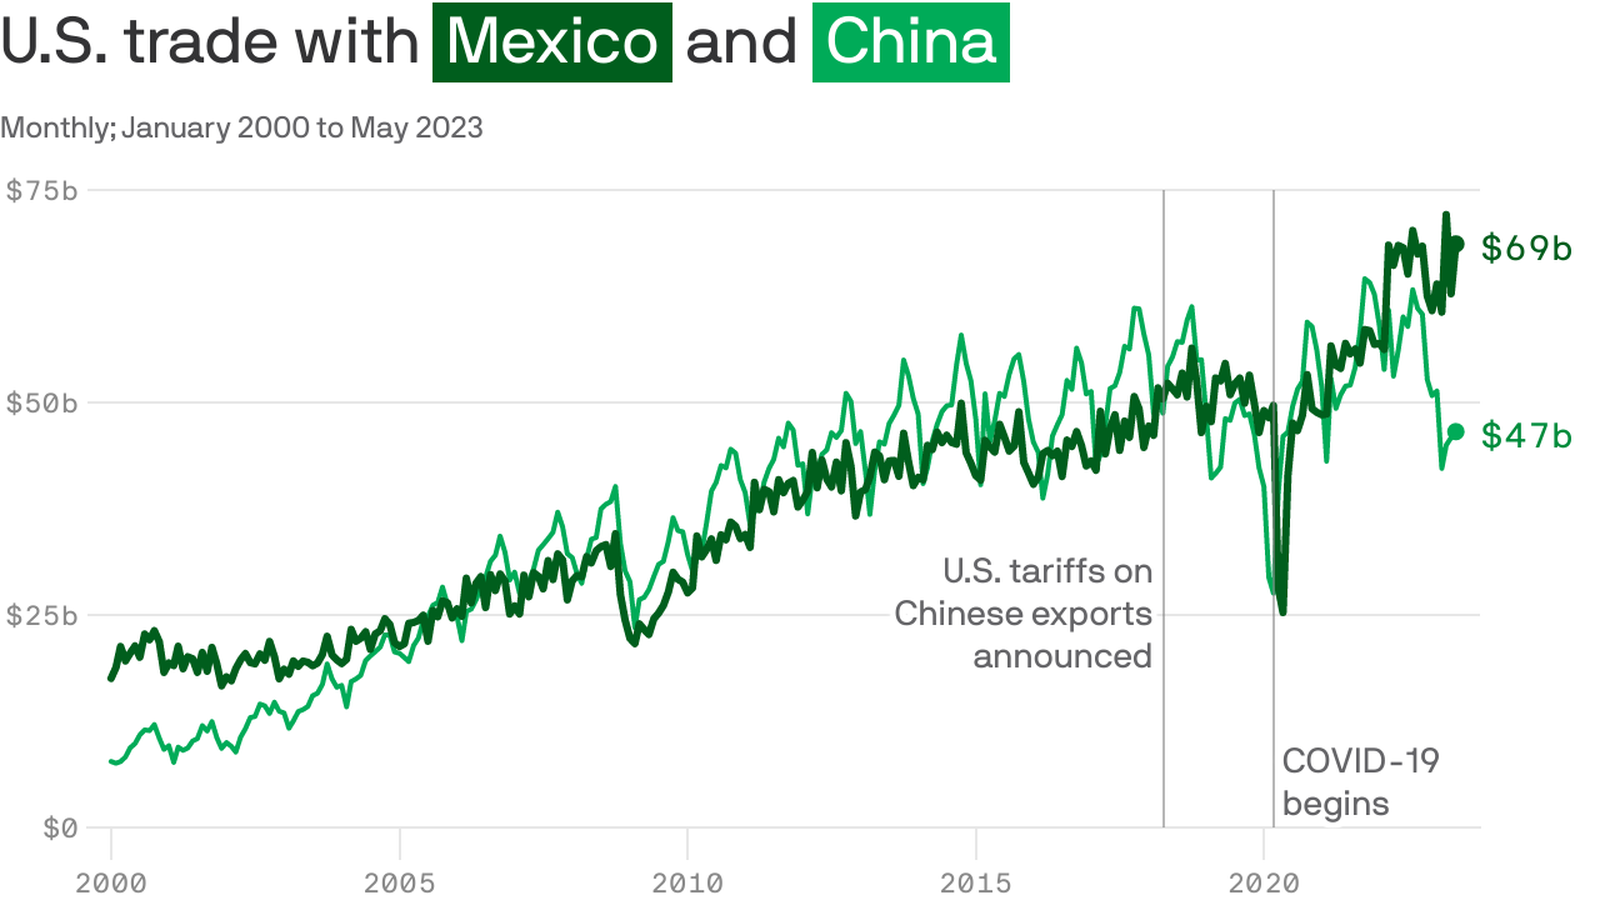 U.S. trade with Mexico and China
Monthly; January 2000 to May 2023
$75b
$69b
$50b
$47b
U.S. tariffs on
Chinese exports
announced
$25b
COVID-19
begins
$0
2000 2005 2010 2015 2020